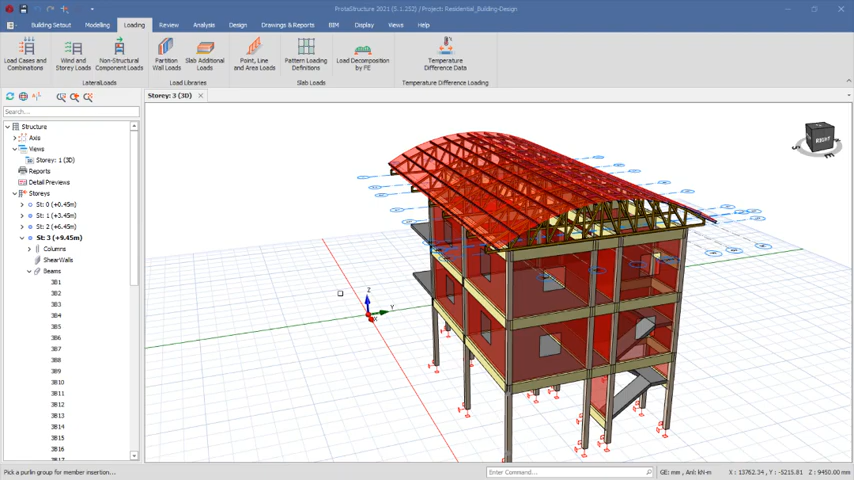 ProtaStructure 2021 (5.1.252) - Project: Residential_Building-Design
Building Setout Modelling Loading Review Analysis Design Drawings & Reports BIM Display Views Help
Load Cases and Combinations
Wind and Storey Loads
Non-Structural Component Loads
Partition Wall Loads
Slab Additional Loads
Point, Line and Area Loads
Pattern Loading Definitions
Load Decomposition by FE
Temperature Difference Data
LateralLoads Load Libraries Slab Loads Temperature Difference Loading
Storey: 3 (3D)
Search...
Structure
Axis
Views
Storey: 1 (3D)
Reports
Detail Previews
Storeys
St: 0 (+0.45m)
St: 1 (+3.45m)
St: 2 (+6.45m)
St: 3 (+9.45m)
Columns
ShearWalls
Beams
3B1
3B2
3B3
3B4
3B5
3B6
3B7
3B8
3B9
3B10
3B11
3B12
3B13
3B14
3B15
3B16
3B17
Z
Y
X
RIGHT
Pick a purlin group for member insertion...
Enter Command...
GE: mm, Anl: kN-m
X : 13762.34, Y : -5215.81
Z : 9450.00 mm